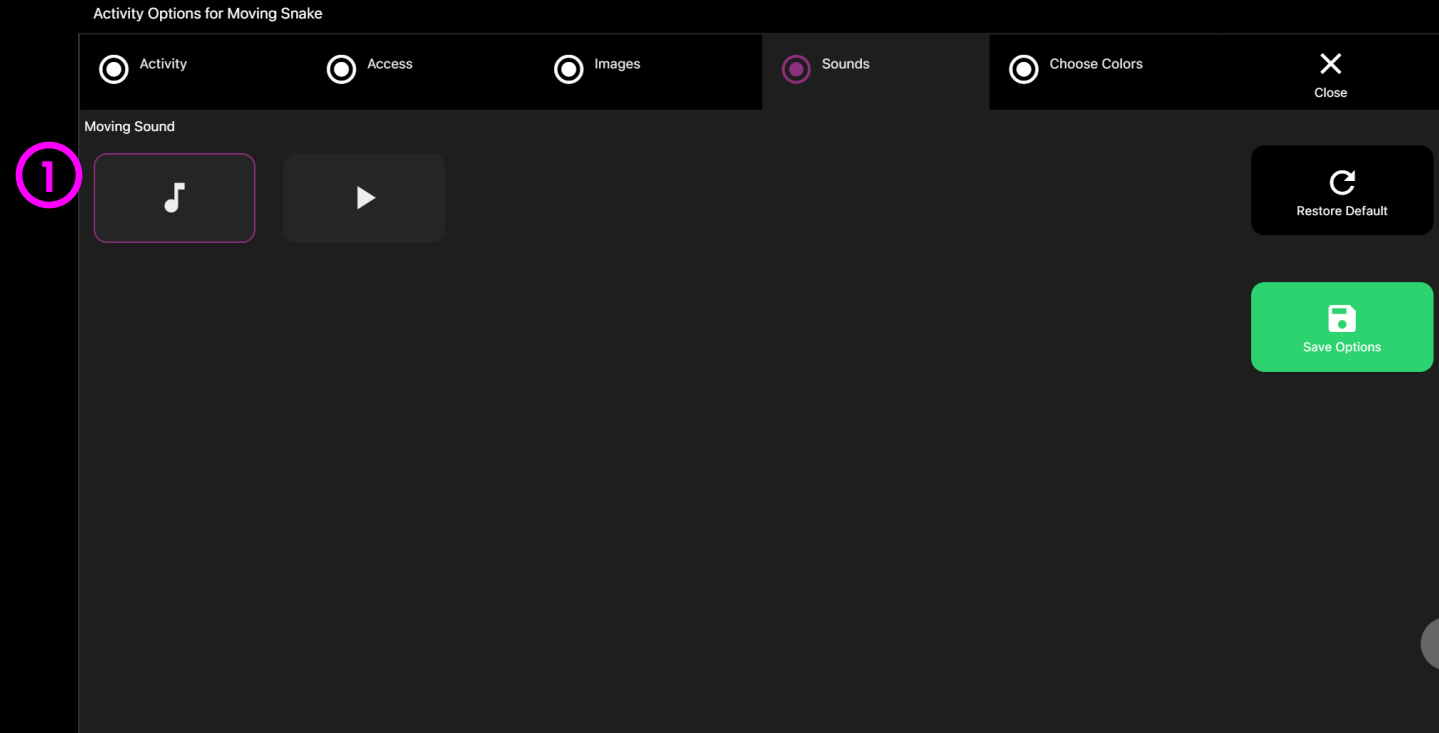 Activity Options for Moving Snake
Activity
Access
Images
Sounds
Choose Colors
Close
Moving Sound
1
Restore Default
Save Options